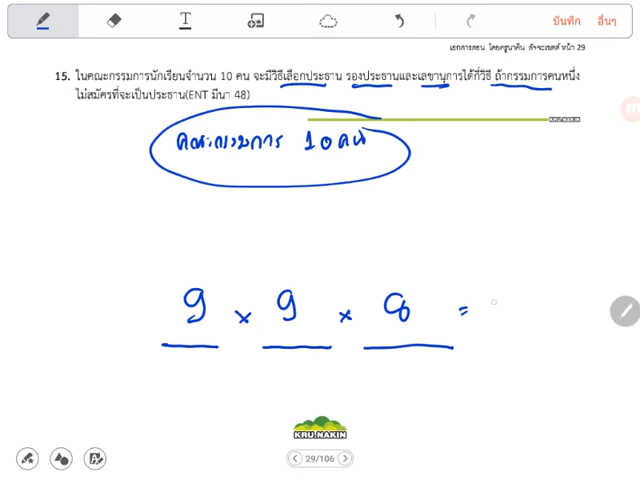 บันทึก อื่นๆ
เอกสารสอน โดยครูนาคิน สัจจะเขตต์ หน้า 29
15. ในคณะกรรมการนักเรียนจำนวน 10 คน จะมีวิธีเลือกประธาน รองประธานและเลขานุการได้กี่วิธี ถ้ากรรมการคนหนึ่ง
ไม่สมัครที่จะเป็นประธาน(ENT มีนา 48)
คณะกรรมการ 10 คน
9 × 9 × 8 =
KRU.NAKIN
29/106